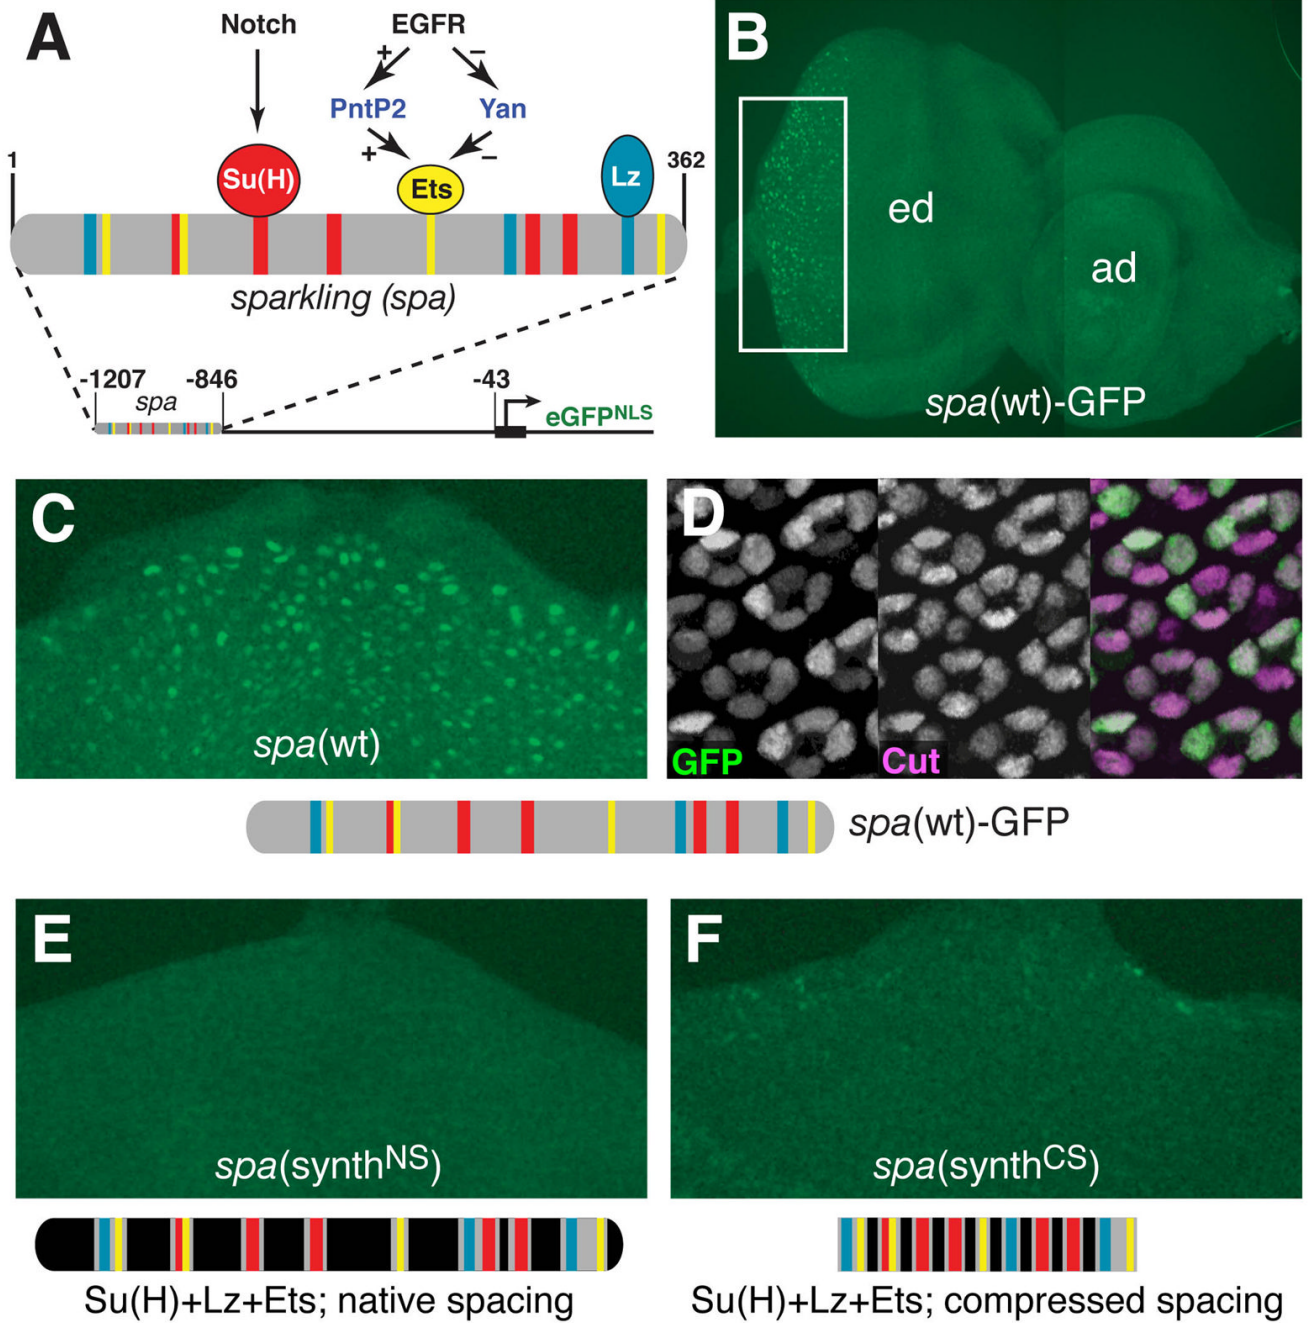 A
Notch
EGFR
+
–
PntP2
Yan
+
–
1
Su(H)
Ets
Lz
362
sparkling (spa)
-1207
-846
-43
spa
eGFPNLS
B
ed
ad
spa(wt)-GFP
C
spa(wt)
D
GFP
Cut
spa(wt)-GFP
E
spa(synthNS)
Su(H)+Lz+Ets; native spacing
F
spa(synthCS)
Su(H)+Lz+Ets; compressed spacing